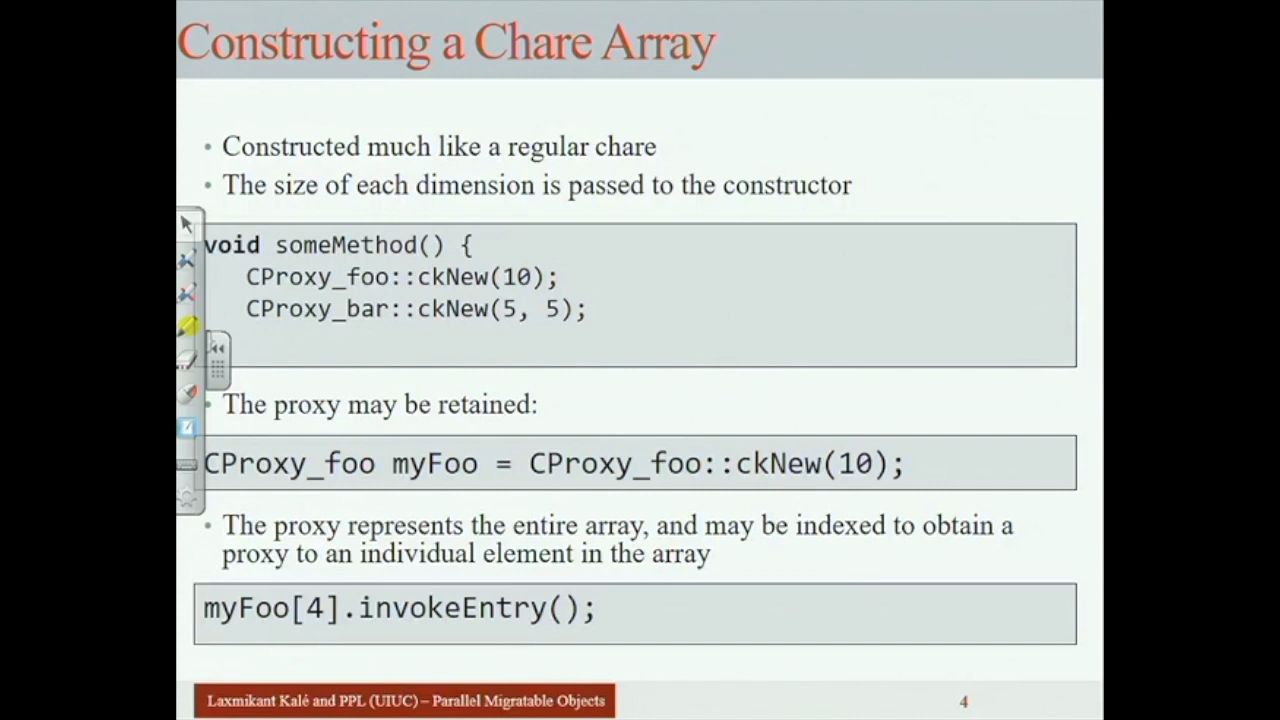 Constructing a Chare Array
• Constructed much like a regular chare
• The size of each dimension is passed to the constructor
void someMethod() {
CProxy_foo::ckNew(10);
CProxy_bar::ckNew(5, 5);
• The proxy may be retained:
CProxy_foo myFoo = CProxy_foo::ckNew(10);
• The proxy represents the entire array, and may be indexed to obtain a
proxy to an individual element in the array
myFoo[4].invokeEntry();
Laxmikant Kalé and PPL (UIUC) – Parallel Migratable Objects
4